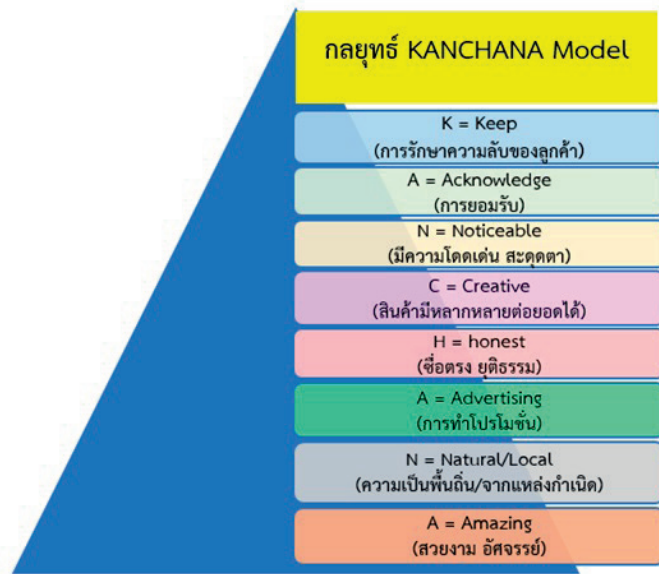 กลยุทธ์ KANCHANA Model
K = Keep
(การรักษาความลับของลูกค้า)
A = Acknowledge
(การยอมรับ)
N = Noticeable
(มีความโดดเด่น สะดุดตา)
C = Creative
(สินค้ามีหลากหลายต่อยอดได้)
H = honest
(ซื่อตรง ยุติธรรม)
A = Advertising
(การทำโปรโมชั่น)
N = Natural/Local
(ความเป็นพื้นถิ่น/จากแหล่งกำเนิด)
A = Amazing
(สวยงาม อัศจรรย์)